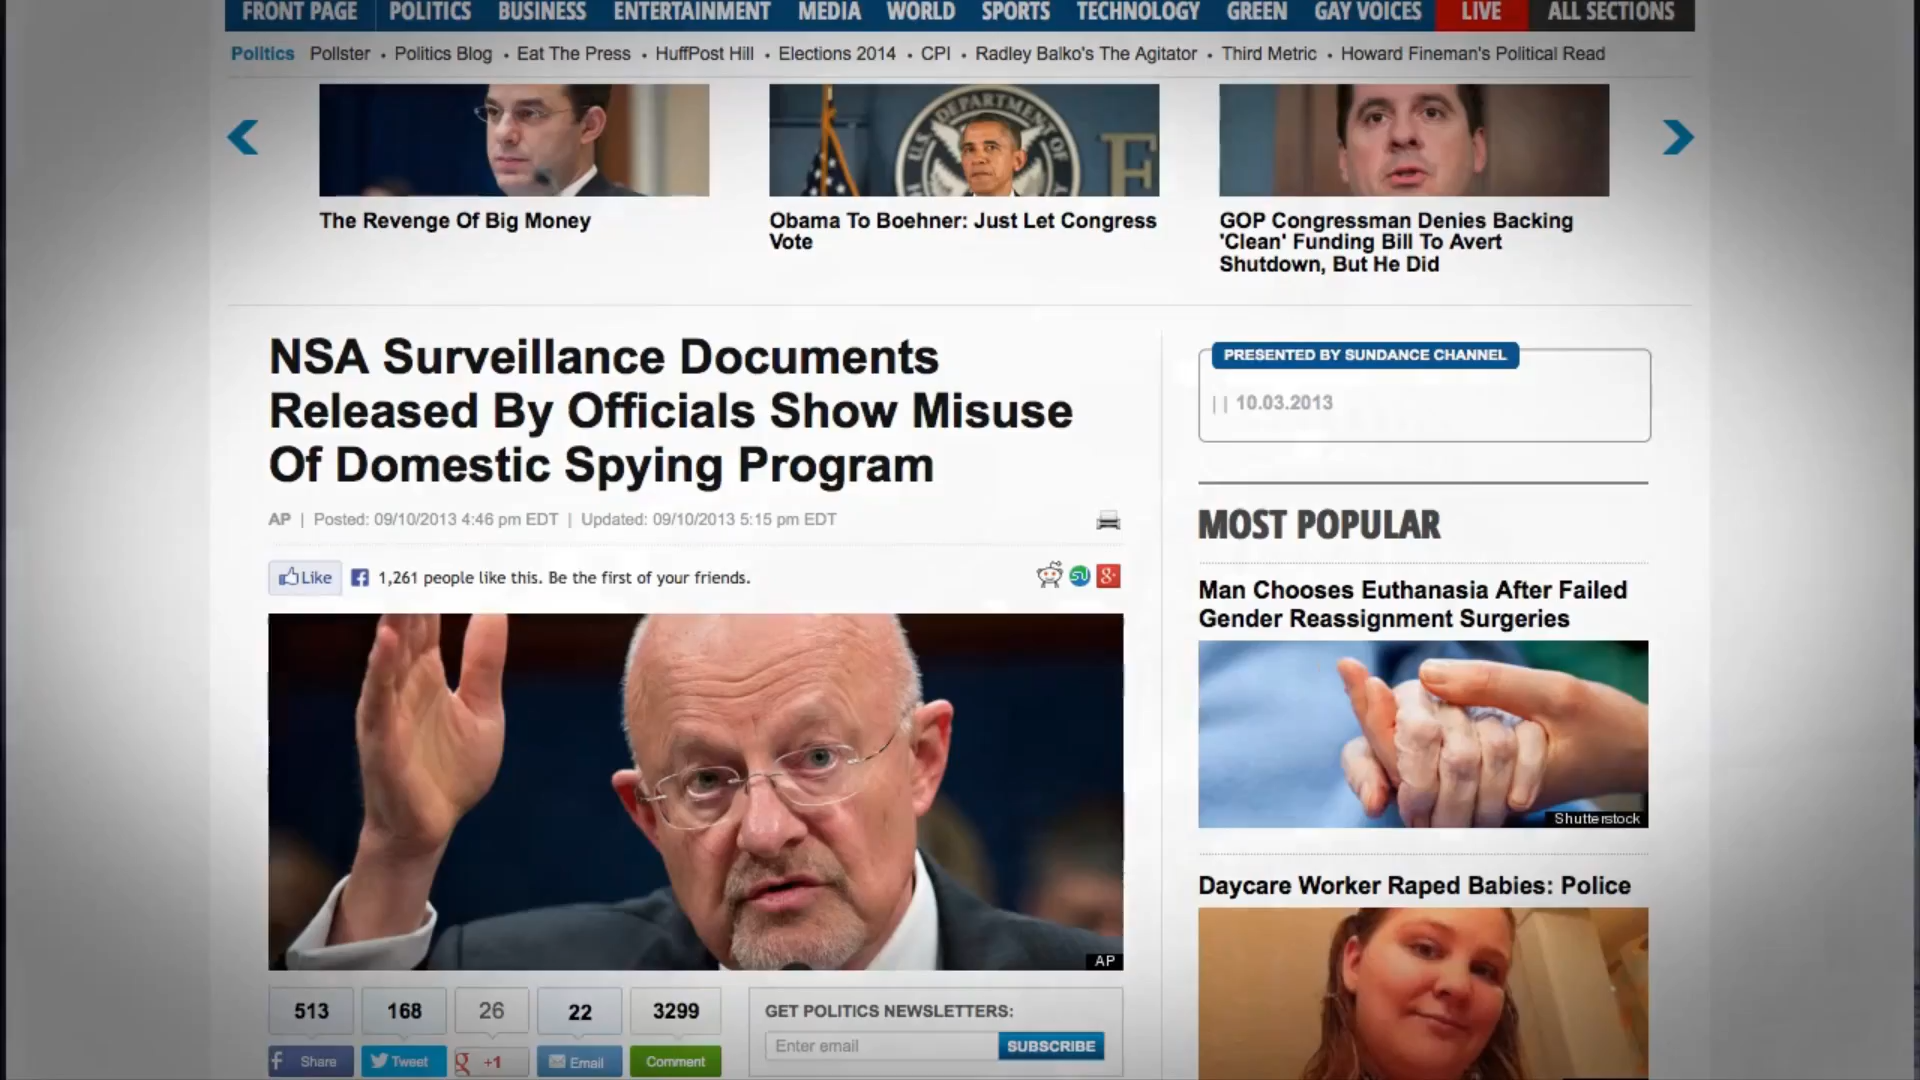 FRONT PAGE POLITICS BUSINESS ENTERTAINMENT MEDIA WORLD SPORTS TECHNOLOGY GREEN GAY VOICES LIVE ALL SECTIONS
Politics Pollster • Politics Blog • Eat The Press • HuffPost Hill • Elections 2014 • CPI • Radley Balko's The Agitator • Third Metric • Howard Fineman's Political Read
U.S. DEPARTMENT OF
F
The Revenge Of Big Money
Obama To Boehner: Just Let Congress
Vote
GOP Congressman Denies Backing
'Clean' Funding Bill To Avert
Shutdown, But He Did
NSA Surveillance Documents
Released By Officials Show Misuse
Of Domestic Spying Program
AP | Posted: 09/10/2013 4:46 pm EDT | Updated: 09/10/2013 5:15 pm EDT
Like f 1,261 people like this. Be the first of your friends.
AP
513 168 26 22 3299
f Share Tweet g +1 Email Comment
GET POLITICS NEWSLETTERS:
Enter email SUBSCRIBE
PRESENTED BY SUNDANCE CHANNEL
|| 10.03.2013
MOST POPULAR
Man Chooses Euthanasia After Failed
Gender Reassignment Surgeries
Shutterstock
Daycare Worker Raped Babies: Police